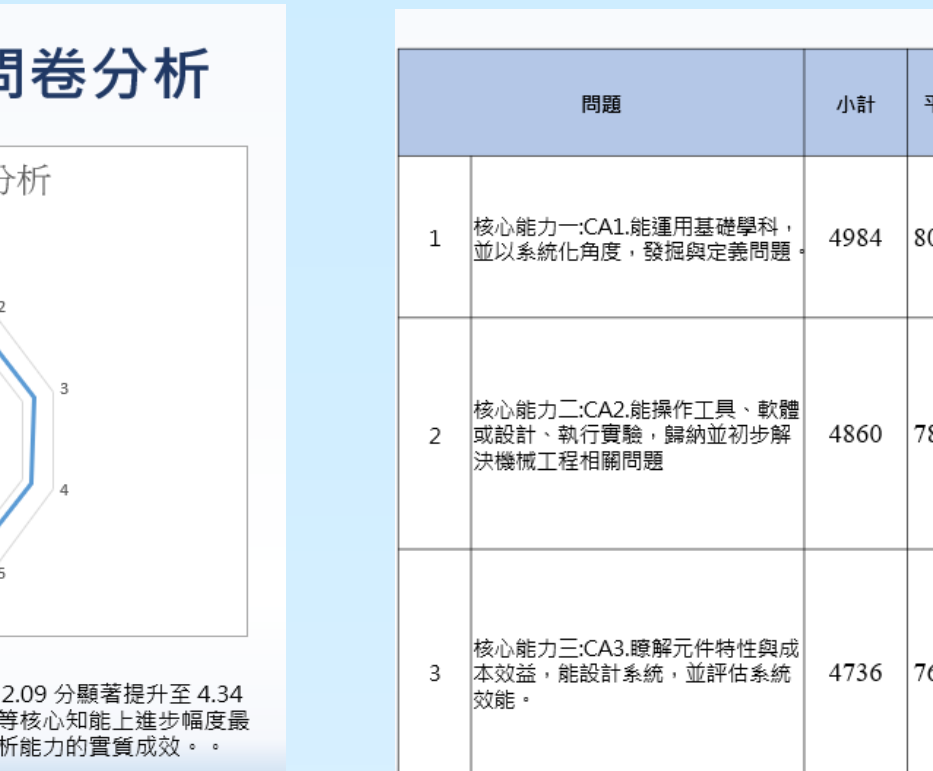 問卷分析
分析
2
3
4
5
2.09 分顯著提升至 4.34
等核心知能上進步幅度最
析能力的實質成效。。
問題
小計
平
1
核心能力一:CA1.能運用基礎學科，
並以系統化角度，發掘與定義問題。
4984
80
2
核心能力二:CA2.能操作工具、軟體
或設計、執行實驗，歸納並初步解
決機械工程相關問題
4860
78
3
核心能力三:CA3.瞭解元件特性與成
本效益，能設計系統，並評估系統
效能。
4736
76